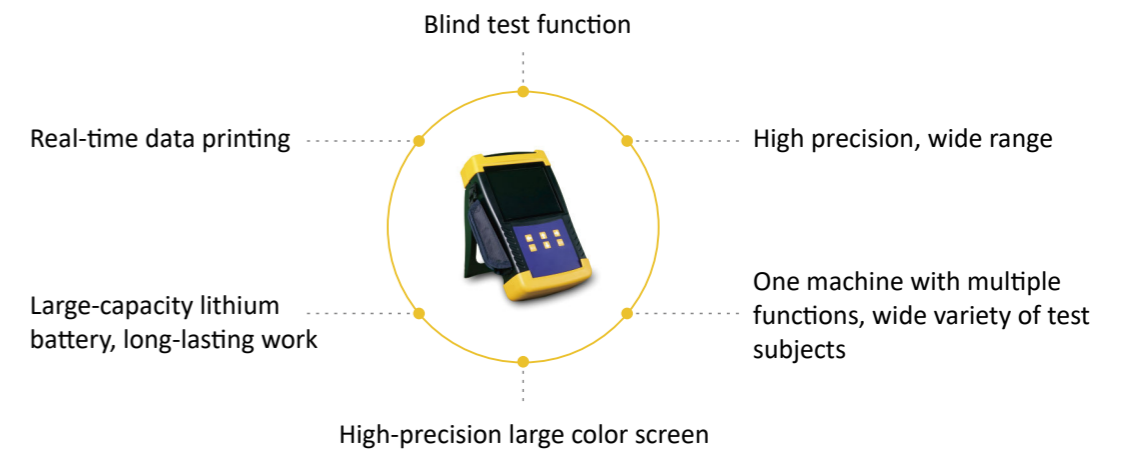 Blind test function
Real-time data printing
High precision, wide range
Large-capacity lithium
battery, long-lasting work
One machine with multiple
functions, wide variety of test
subjects
High-precision large color screen